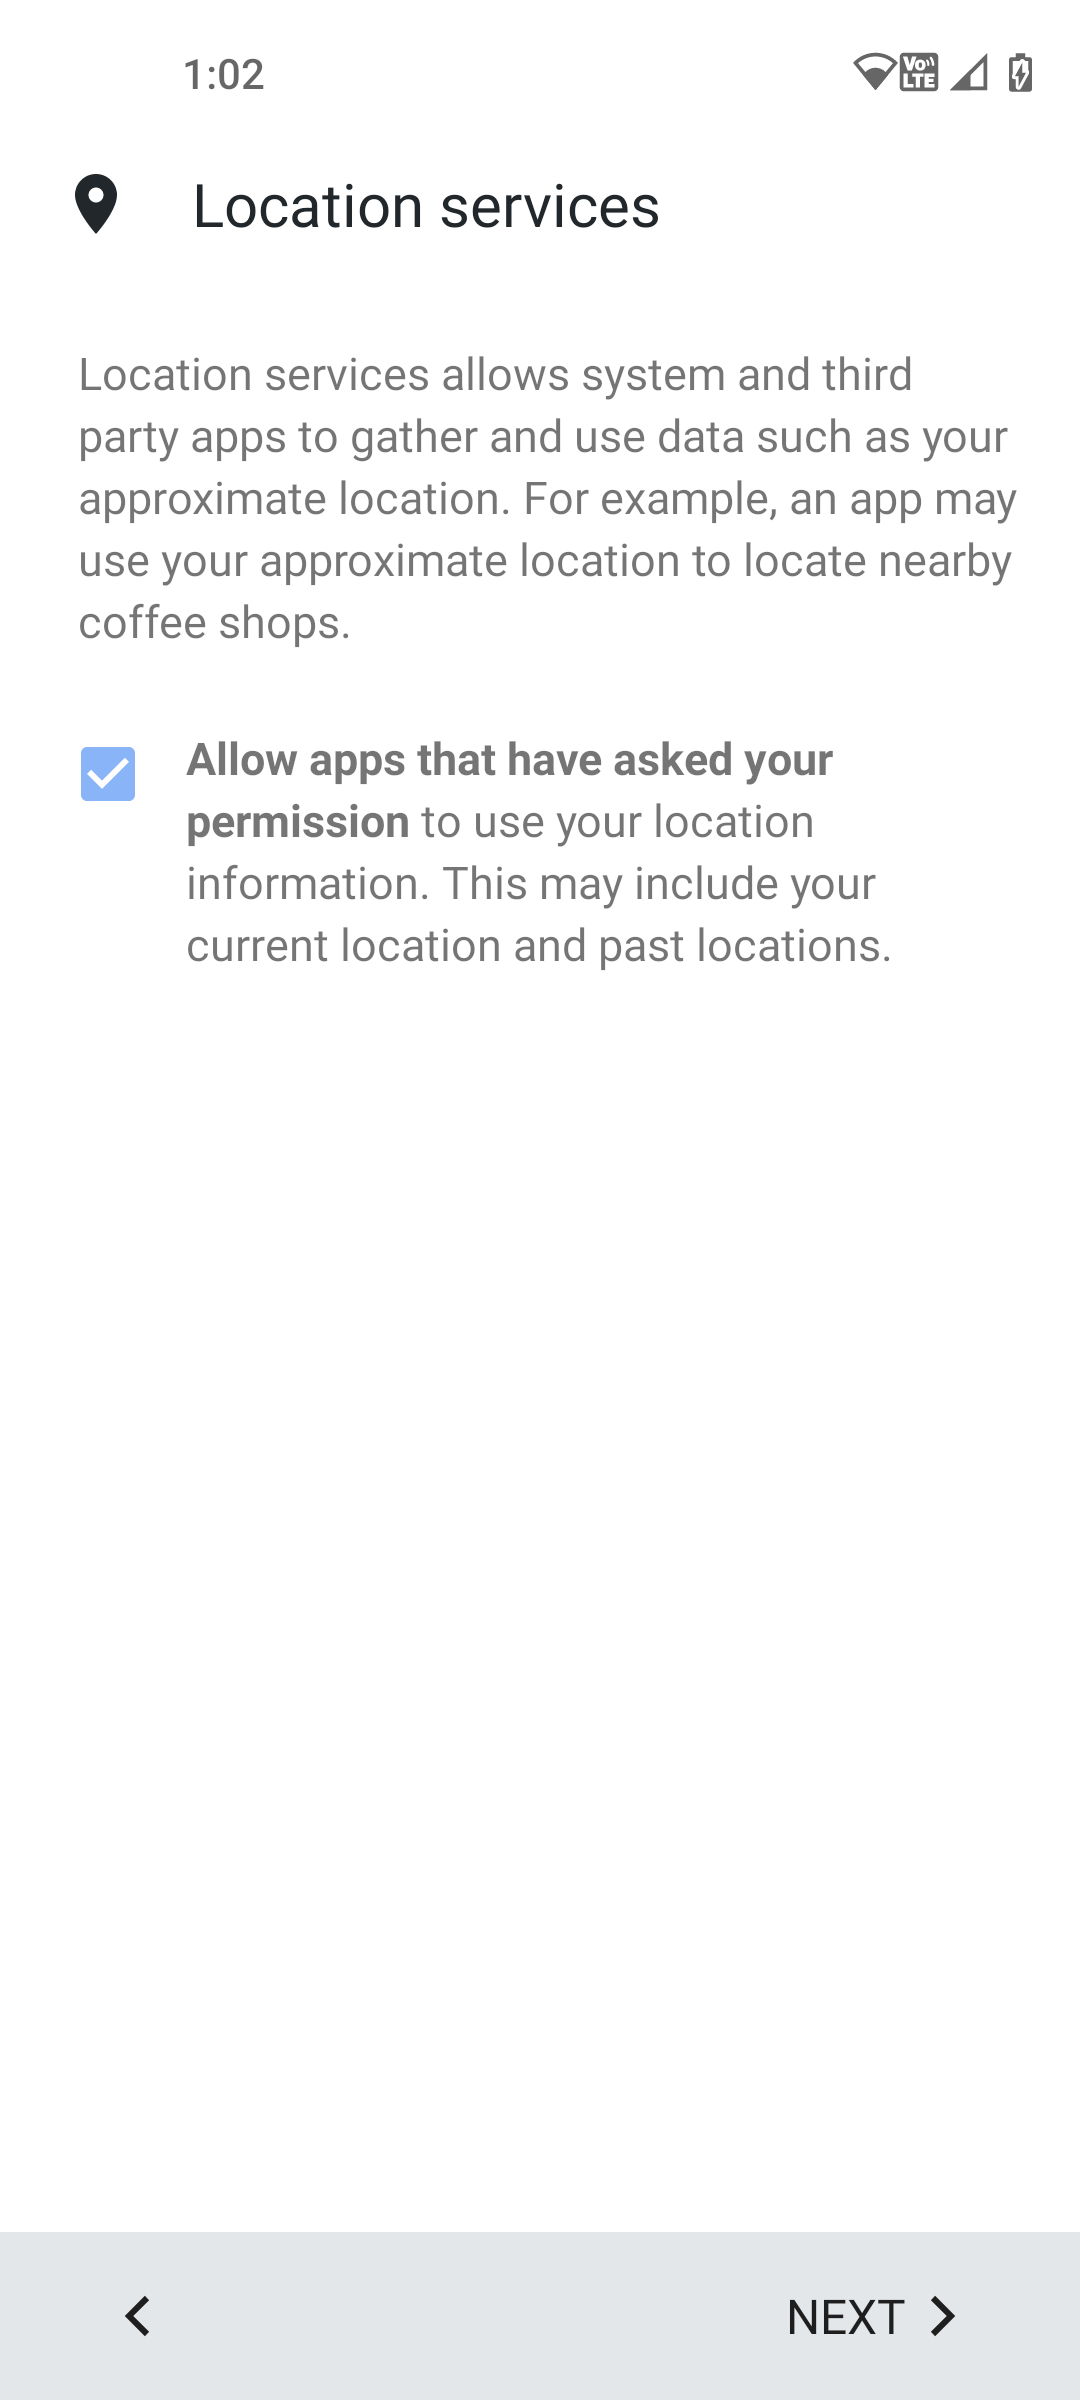 1:02
Vo LTE
Location services
Location services allows system and third
party apps to gather and use data such as your
approximate location. For example, an app may
use your approximate location to locate nearby
coffee shops.
Allow apps that have asked your
permission to use your location
information. This may include your
current location and past locations.
NEXT